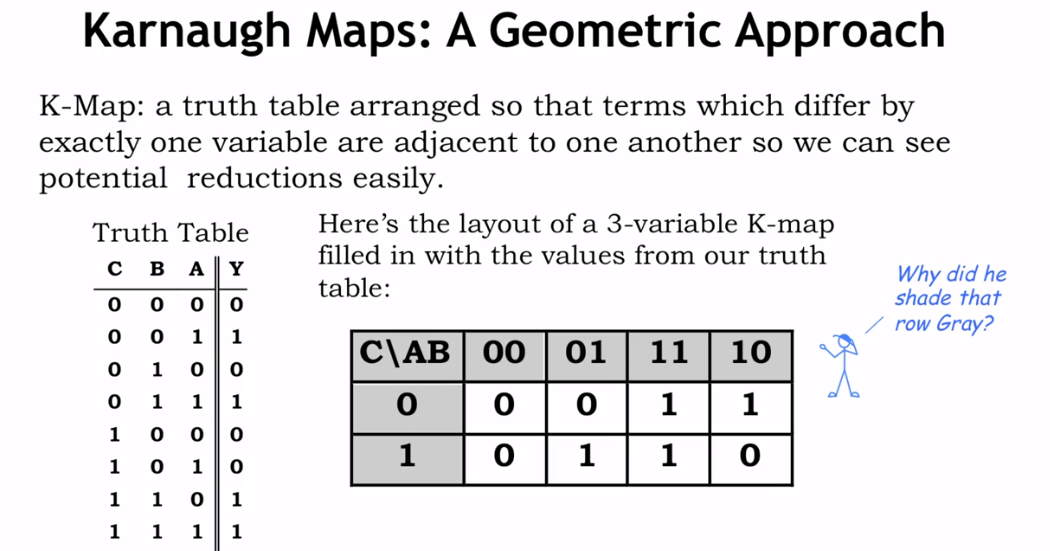 Karnaugh Maps: A Geometric Approach
K-Map: a truth table arranged so that terms which differ by
exactly one variable are adjacent to one another so we can see
potential reductions easily.
Truth Table
C B A Y
0 0 0 0
0 0 1 1
0 1 0 0
0 1 1 1
1 0 0 0
1 0 1 0
1 1 0 1
1 1 1 1
Here's the layout of a 3-variable K-map
filled in with the values from our truth
table:
C\AB 00 01 11 10
0 0 0 1 1
1 0 1 1 0
Why did he
shade that
row Gray?